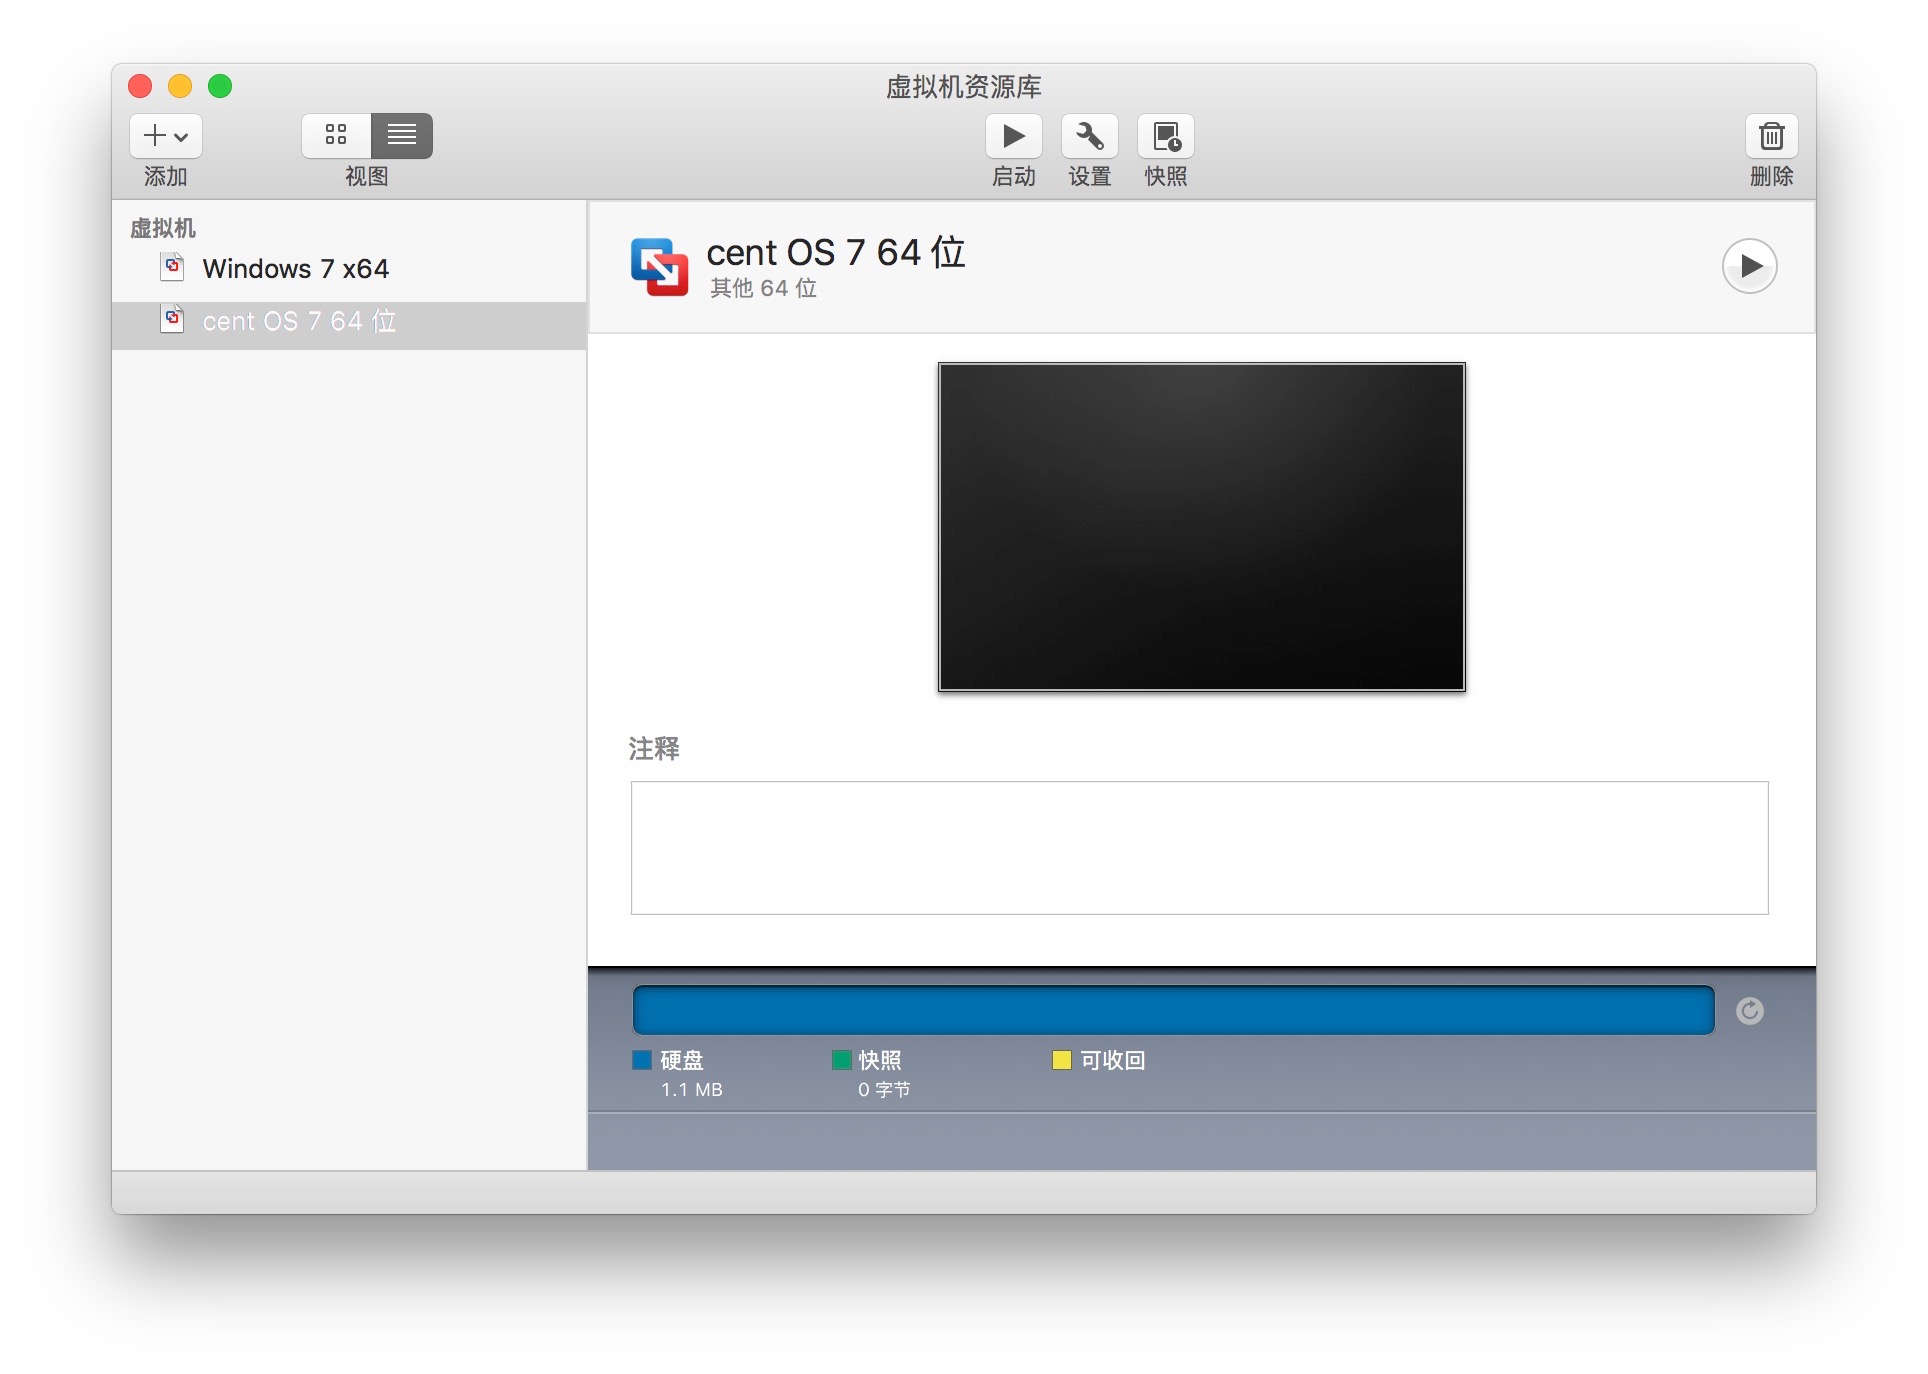 虚拟机资源库
添加
视图
启动
设置
快照
删除
虚拟机
Windows 7 x64
cent OS 7 64 位
cent OS 7 64 位
其他 64 位
注释
硬盘
1.1 MB
快照
0 字节
可收回